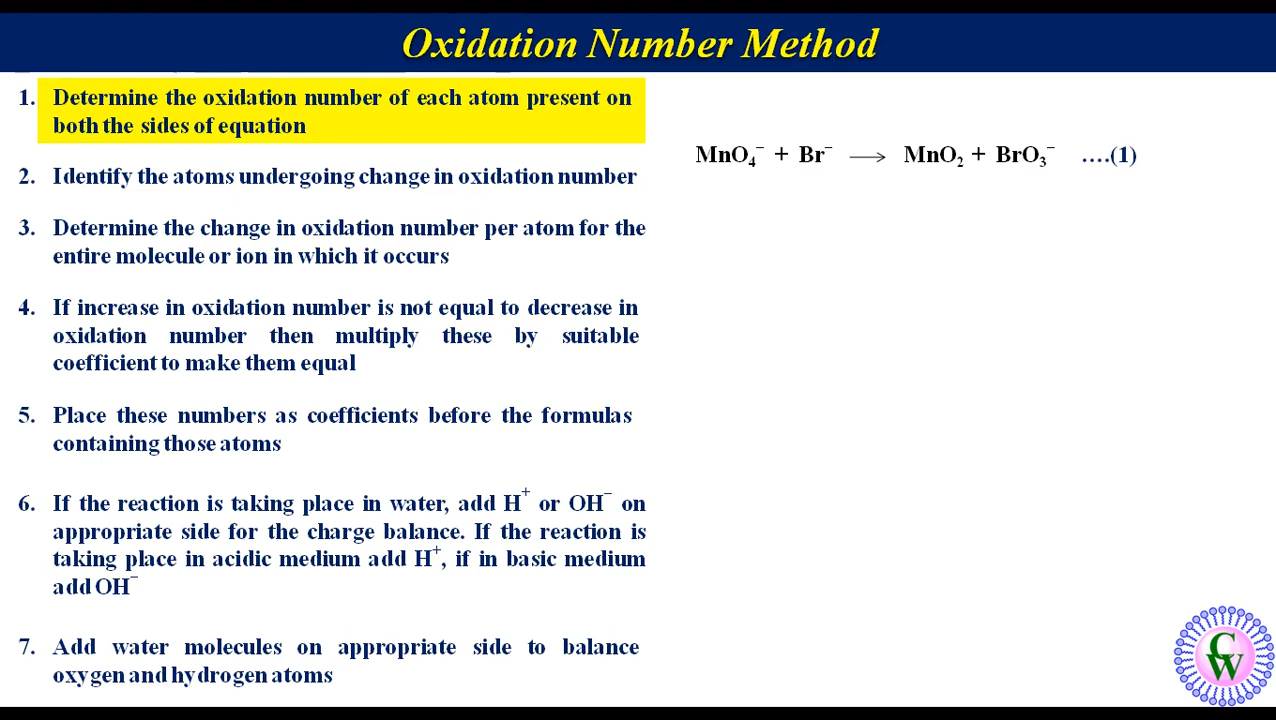 Oxidation Number Method
1. Determine the oxidation number of each atom present on
both the sides of equation
MnO₄⁻ + Br⁻ ⟶ MnO₂ + BrO₃⁻ ….(1)
2. Identify the atoms undergoing change in oxidation number
3. Determine the change in oxidation number per atom for the
entire molecule or ion in which it occurs
4. If increase in oxidation number is not equal to decrease in
oxidation number then multiply these by suitable
coefficient to make them equal
5. Place these numbers as coefficients before the formulas
containing those atoms
6. If the reaction is taking place in water, add H⁺ or OH⁻ on
appropriate side for the charge balance. If the reaction is
taking place in acidic medium add H⁺, if in basic medium
add OH⁻
7. Add water molecules on appropriate side to balance
oxygen and hydrogen atoms
CW